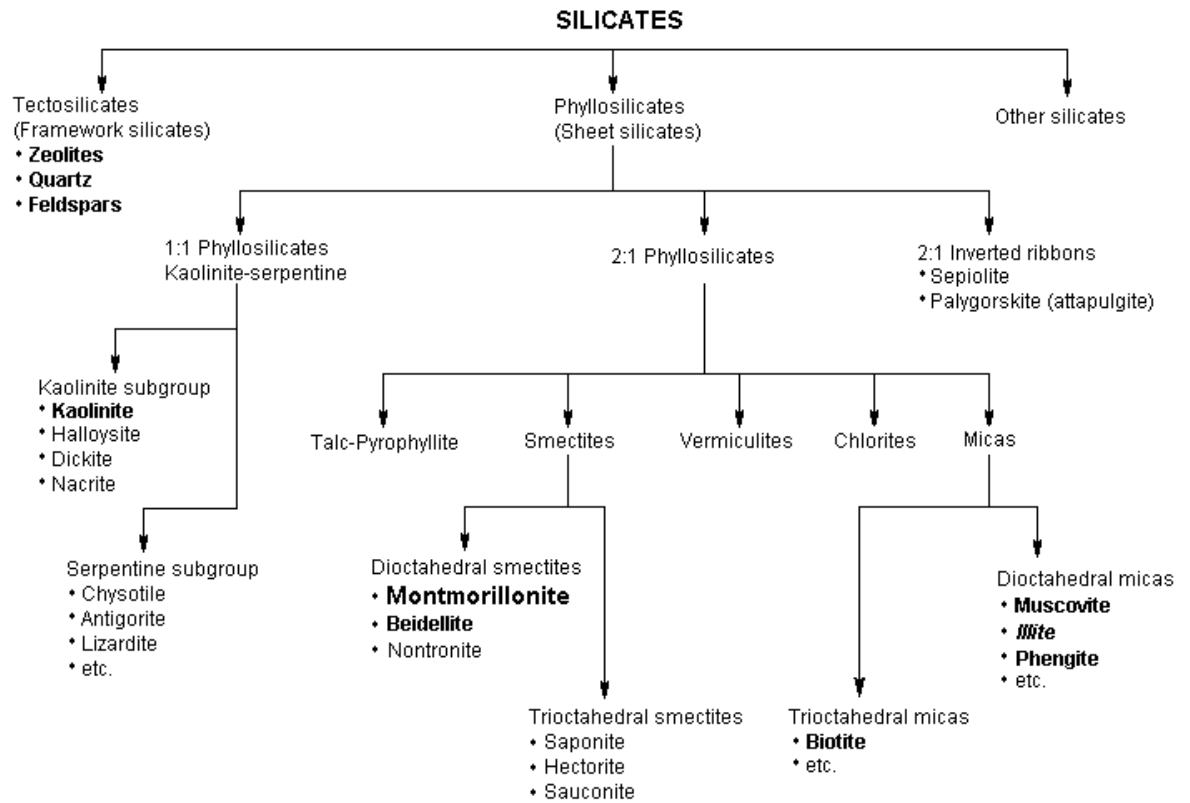 SILICATES
Tectosilicates
(Framework silicates)
• Zeolites
• Quartz
• Feldspars
Phyllosilicates
(Sheet silicates)
Other silicates
1:1 Phyllosilicates
Kaolinite-serpentine
2:1 Phyllosilicates
2:1 Inverted ribbons
• Sepiolite
• Palygorskite (attapulgite)
Kaolinite subgroup
• Kaolinite
• Halloysite
• Dickite
• Nacrite
Talc-Pyrophyllite
Smectites
Vermiculites
Chlorites
Micas
Serpentine subgroup
• Chysotile
• Antigorite
• Lizardite
• etc.
Dioctahedral smectites
• Montmorillonite
• Beidellite
• Nontronite
Dioctahedral micas
• Muscovite
• Illite
• Phengite
• etc.
Trioctahedral smectites
• Saponite
• Hectorite
• Sauconite
Trioctahedral micas
• Biotite
• etc.